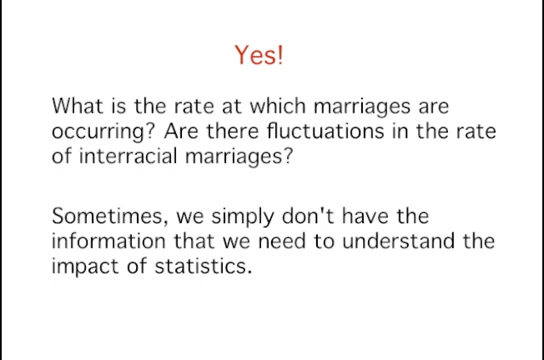 Yes!
What is the rate at which marriages are
occurring? Are there fluctuations in the rate
of interracial marriages?
Sometimes, we simply don't have the
information that we need to understand the
impact of statistics.